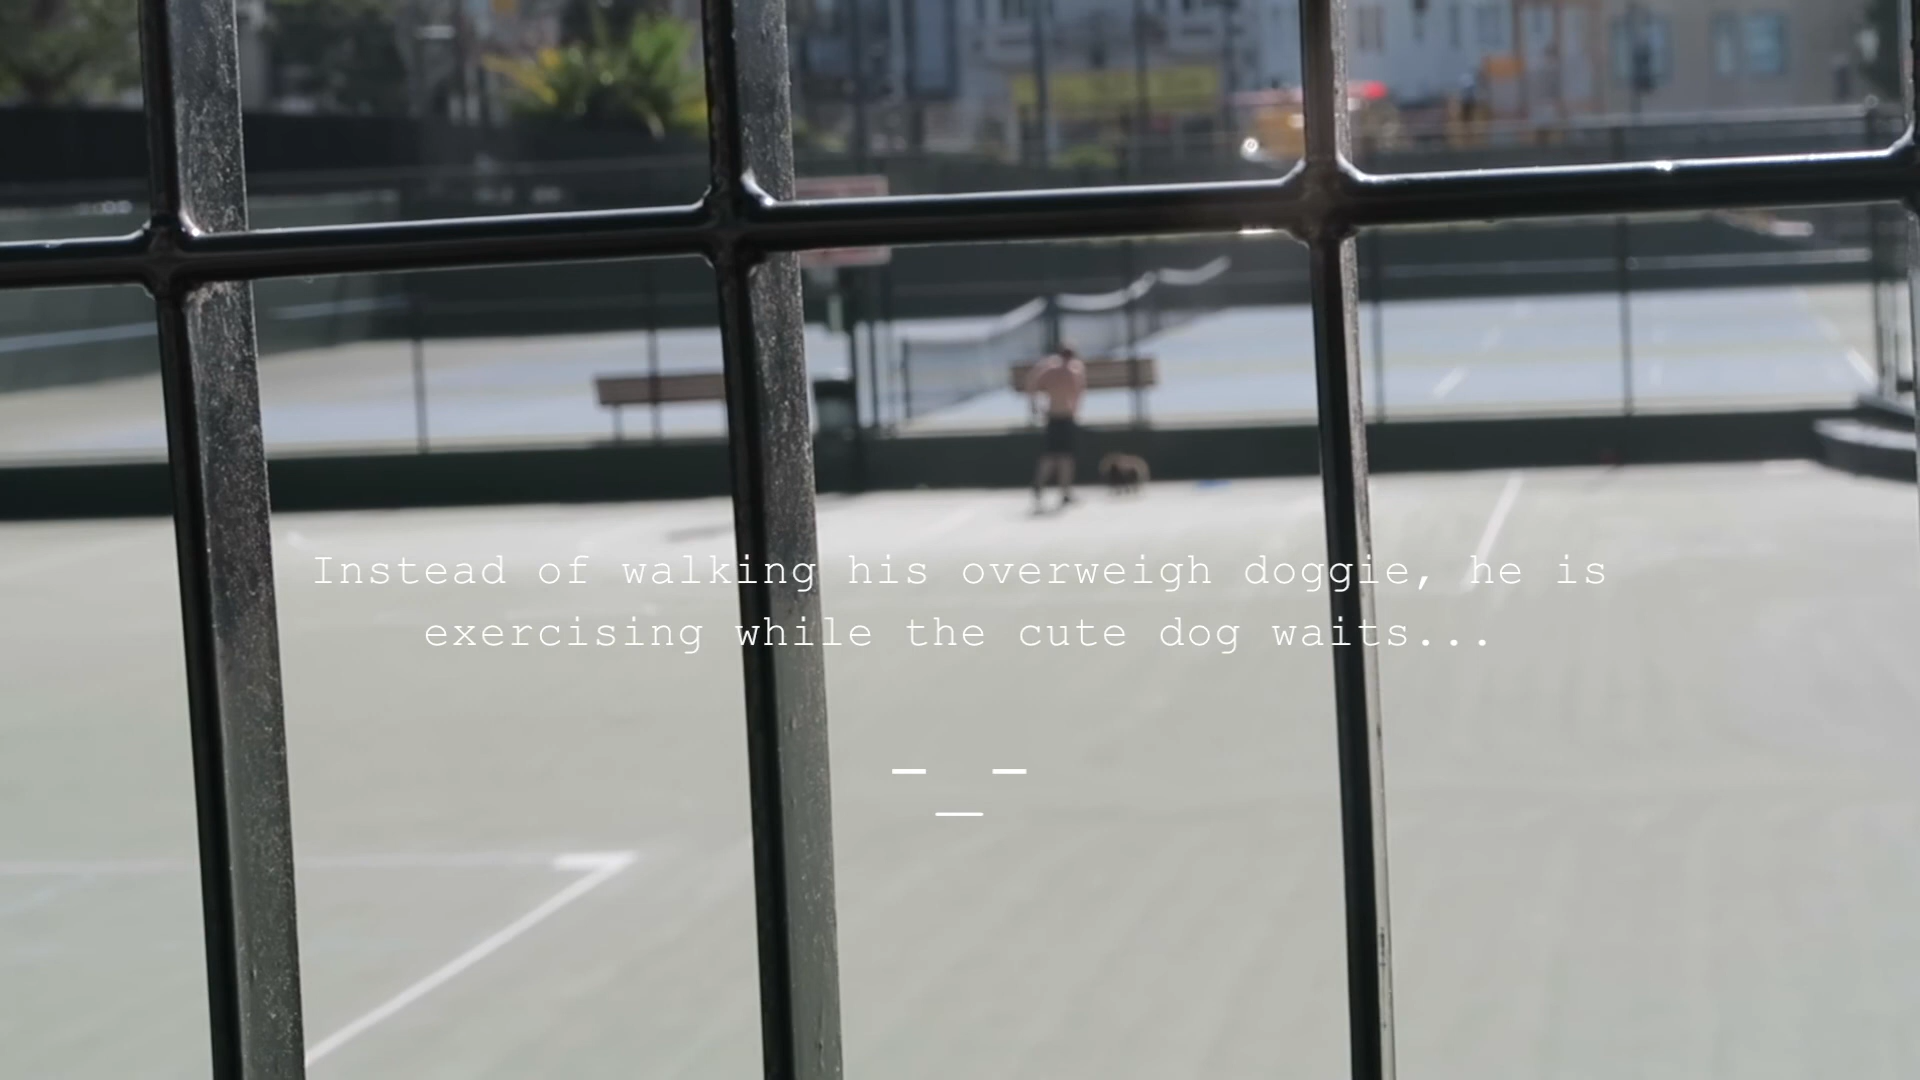 Instead of walking his overweigh doggie, he is
exercising while the cute dog waits...
– _ –